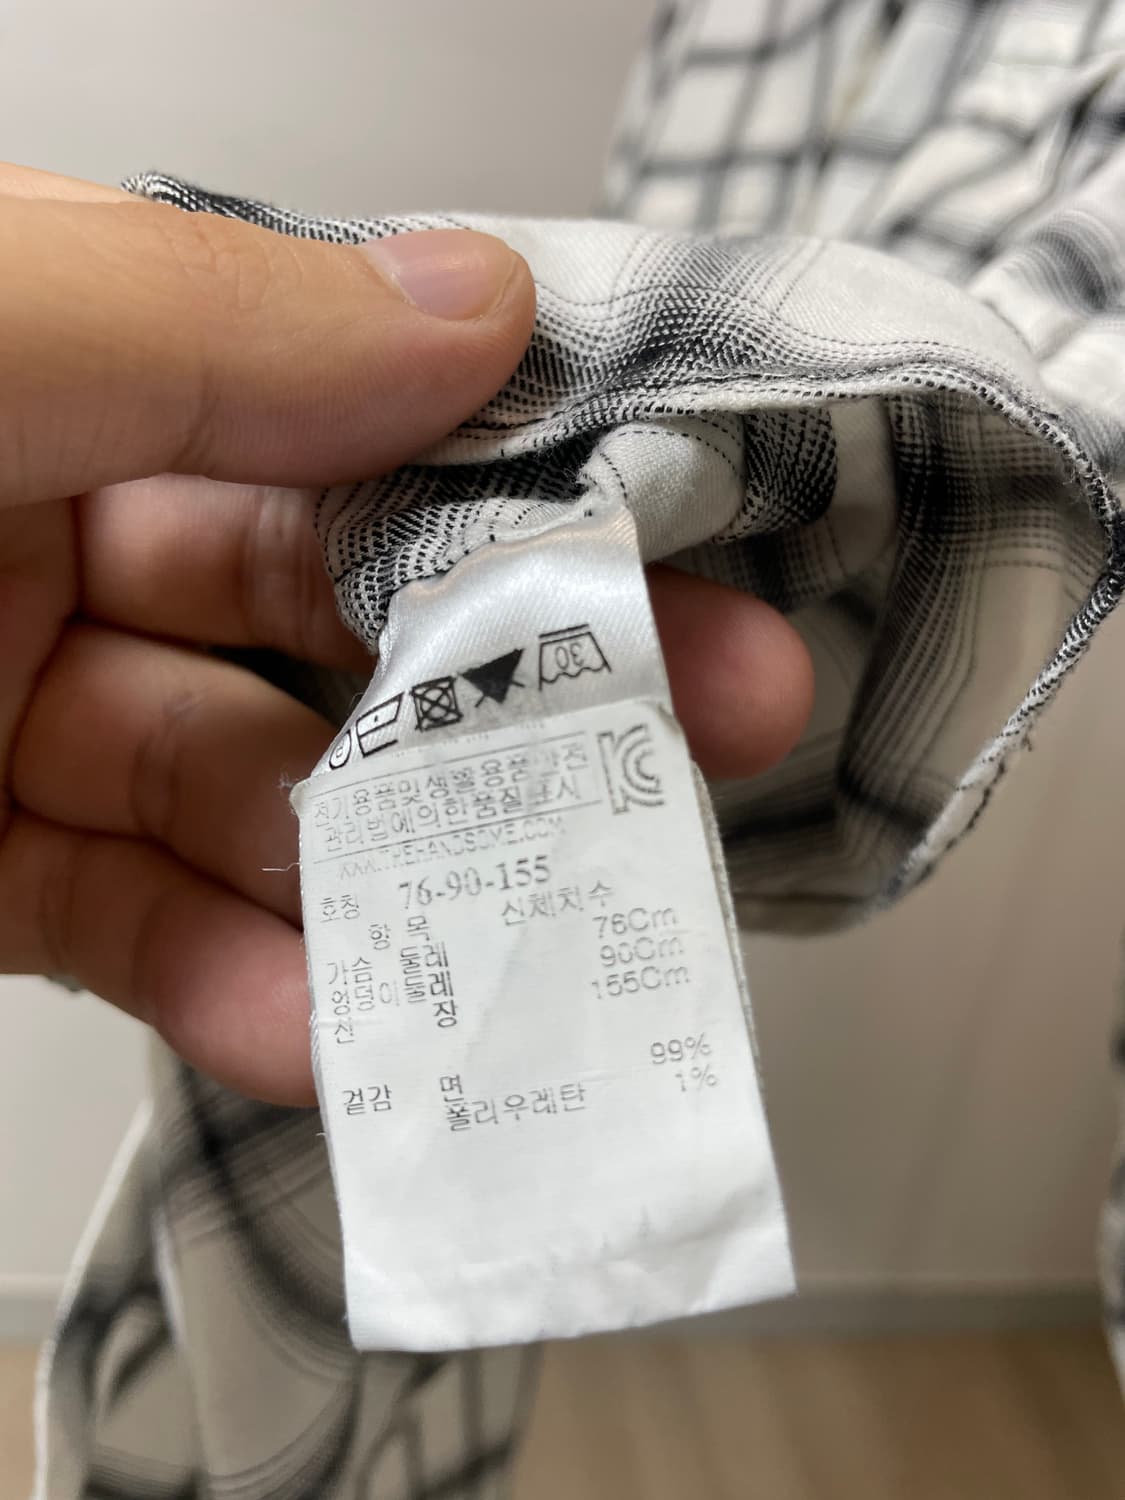 30
전기용품및생활용품안전
관리법에의한품질표시
KC
WWW.THEHANDSOME.COM
호칭 76-90-155
항 목 신체치수
가슴 둘레 76Cm
엉덩이 둘레 90Cm
신 장 155Cm
겉감 면 99%
폴리우레탄 1%